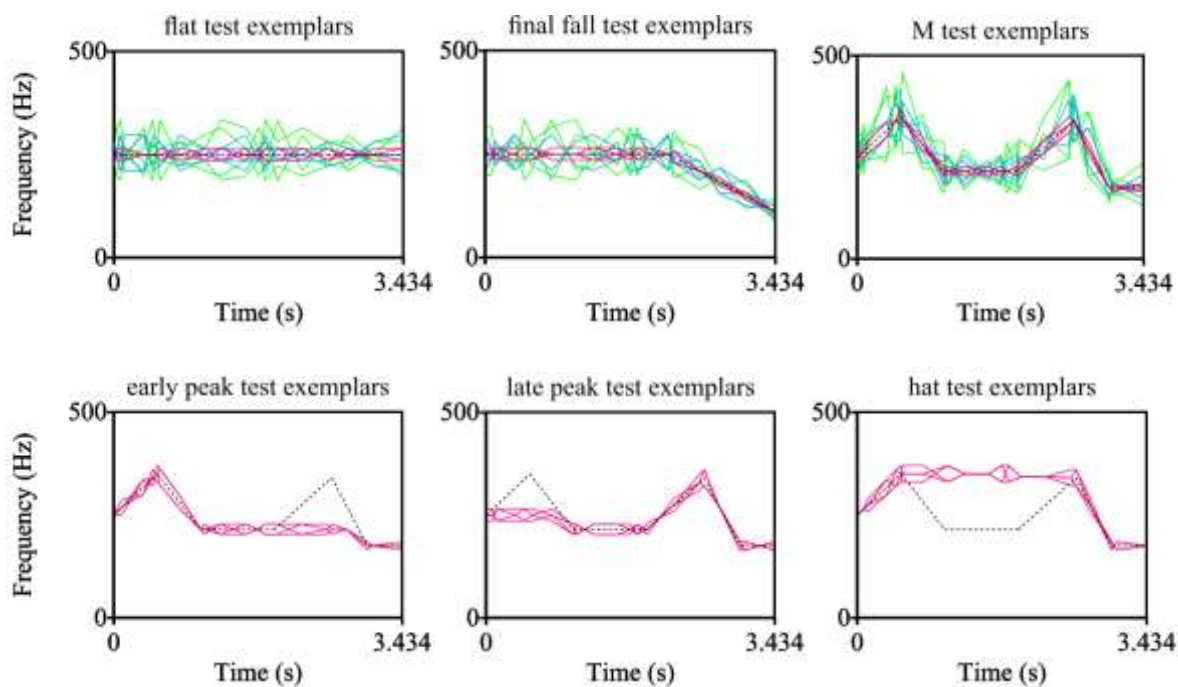 flat test exemplars
500
Frequency (Hz)
0
0
3.434
Time (s)
final fall test exemplars
500
0
0
3.434
Time (s)
M test exemplars
500
0
0
3.434
Time (s)
early peak test exemplars
500
Frequency (Hz)
0
0
3.434
Time (s)
late peak test exemplars
500
0
0
3.434
Time (s)
hat test exemplars
500
0
0
3.434
Time (s)